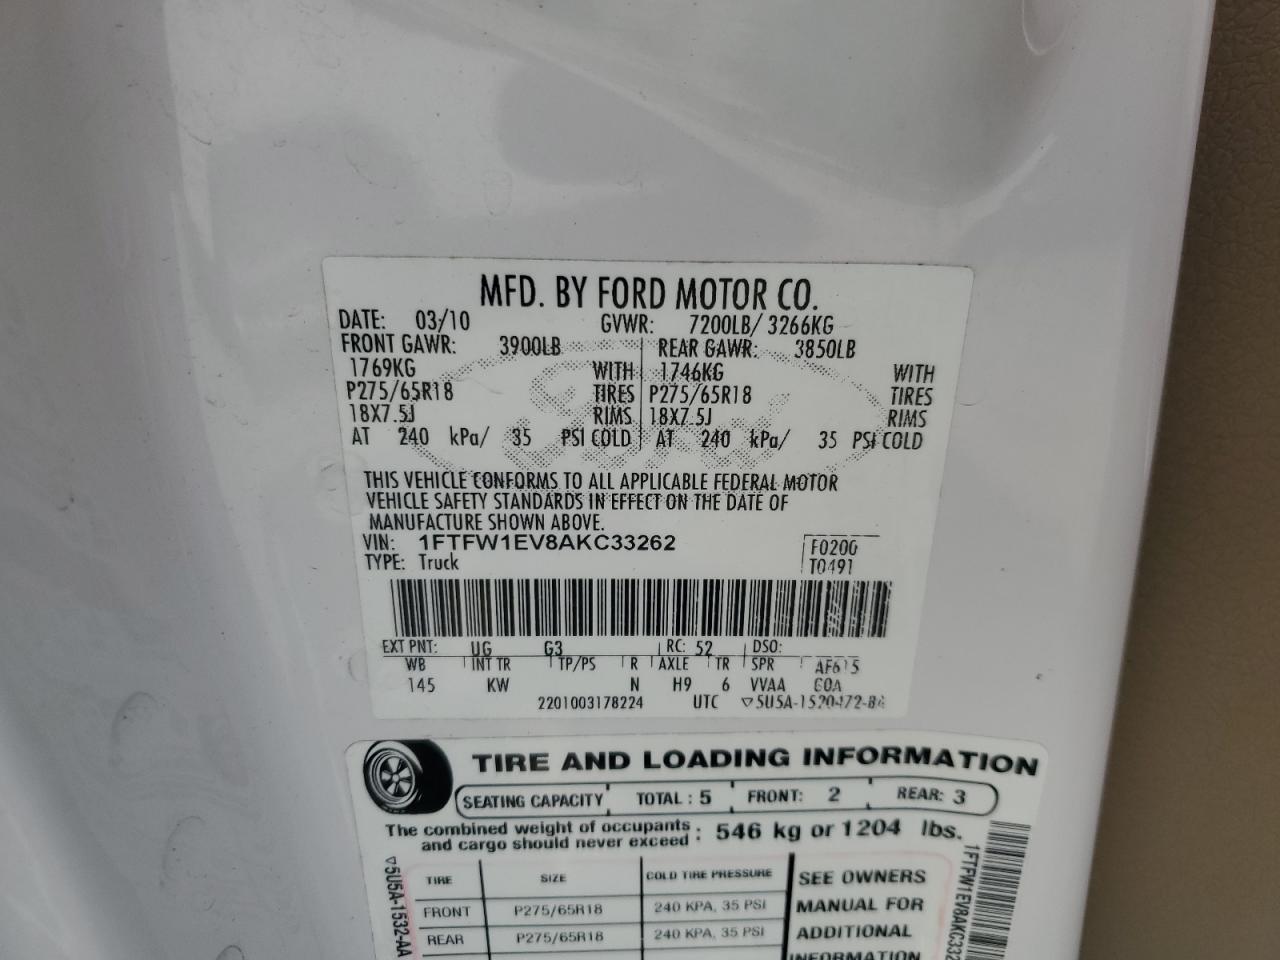 MFD. BY FORD MOTOR CO.
DATE: 03/10 GVWR: 7200LB/ 3266KG
FRONT GAWR: 3900LB REAR GAWR: 3850LB
1769KG WITH 1746KG WITH
P275/65R18 TIRES P275/65R18 TIRES
18X7.5J RIMS 18X7.5J RIMS
AT 240 kPa/ 35 PSI COLD AT 240 kPa/ 35 PSI COLD
Ford
THIS VEHICLE CONFORMS TO ALL APPLICABLE FEDERAL MOTOR
VEHICLE SAFETY STANDARDS IN EFFECT ON THE DATE OF
MANUFACTURE SHOWN ABOVE.
VIN: 1FTFW1EV8AKC33262
F0200
TYPE: Truck T0491
EXT PNT: UG G3 RC: 52 DSO:
WB INT TR TP/PS R AXLE TR SPR AF615
145 KW N H9 6 VVAA
2201003178224 UTC
TIRE AND LOADING INFORMATION
SEATING CAPACITY TOTAL : 5 FRONT: 2 REAR: 3
The combined weight of occupants
and cargo should never exceed : 546 kg or 1204 lbs.
TIRE SIZE COLD TIRE PRESSURE SEE OWNERS
FRONT P275/65R18 240 KPA, 35 PSI MANUAL FOR
REAR P275/65R18 240 KPA, 35 PSI ADDITIONAL
INFORMATION
5U5A-1532-AA
1FTFW1EV8AKC332